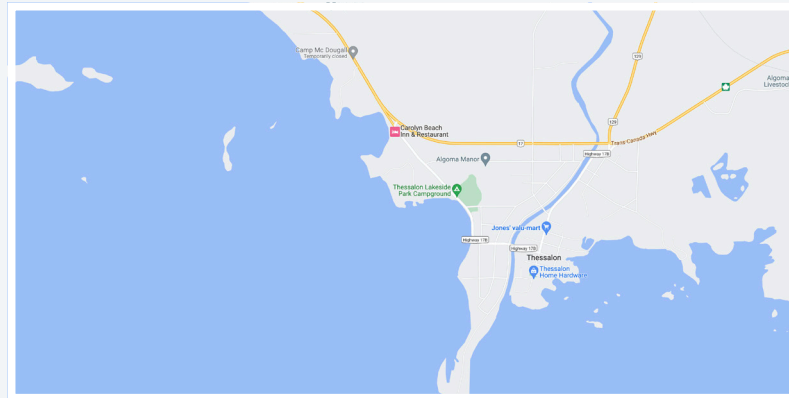 Camp Mc Dougall
Temporarily closed
129
Algoma
Livestock
Carolyn Beach
Inn & Restaurant
129
Trans-Canada Hwy
17
Highway 17B
Algoma Manor
Thessalon Lakeside
Park Campground
Jones' valu-mart
Highway 17B
Highway 17B
Thessalon
Thessalon
Home Hardware